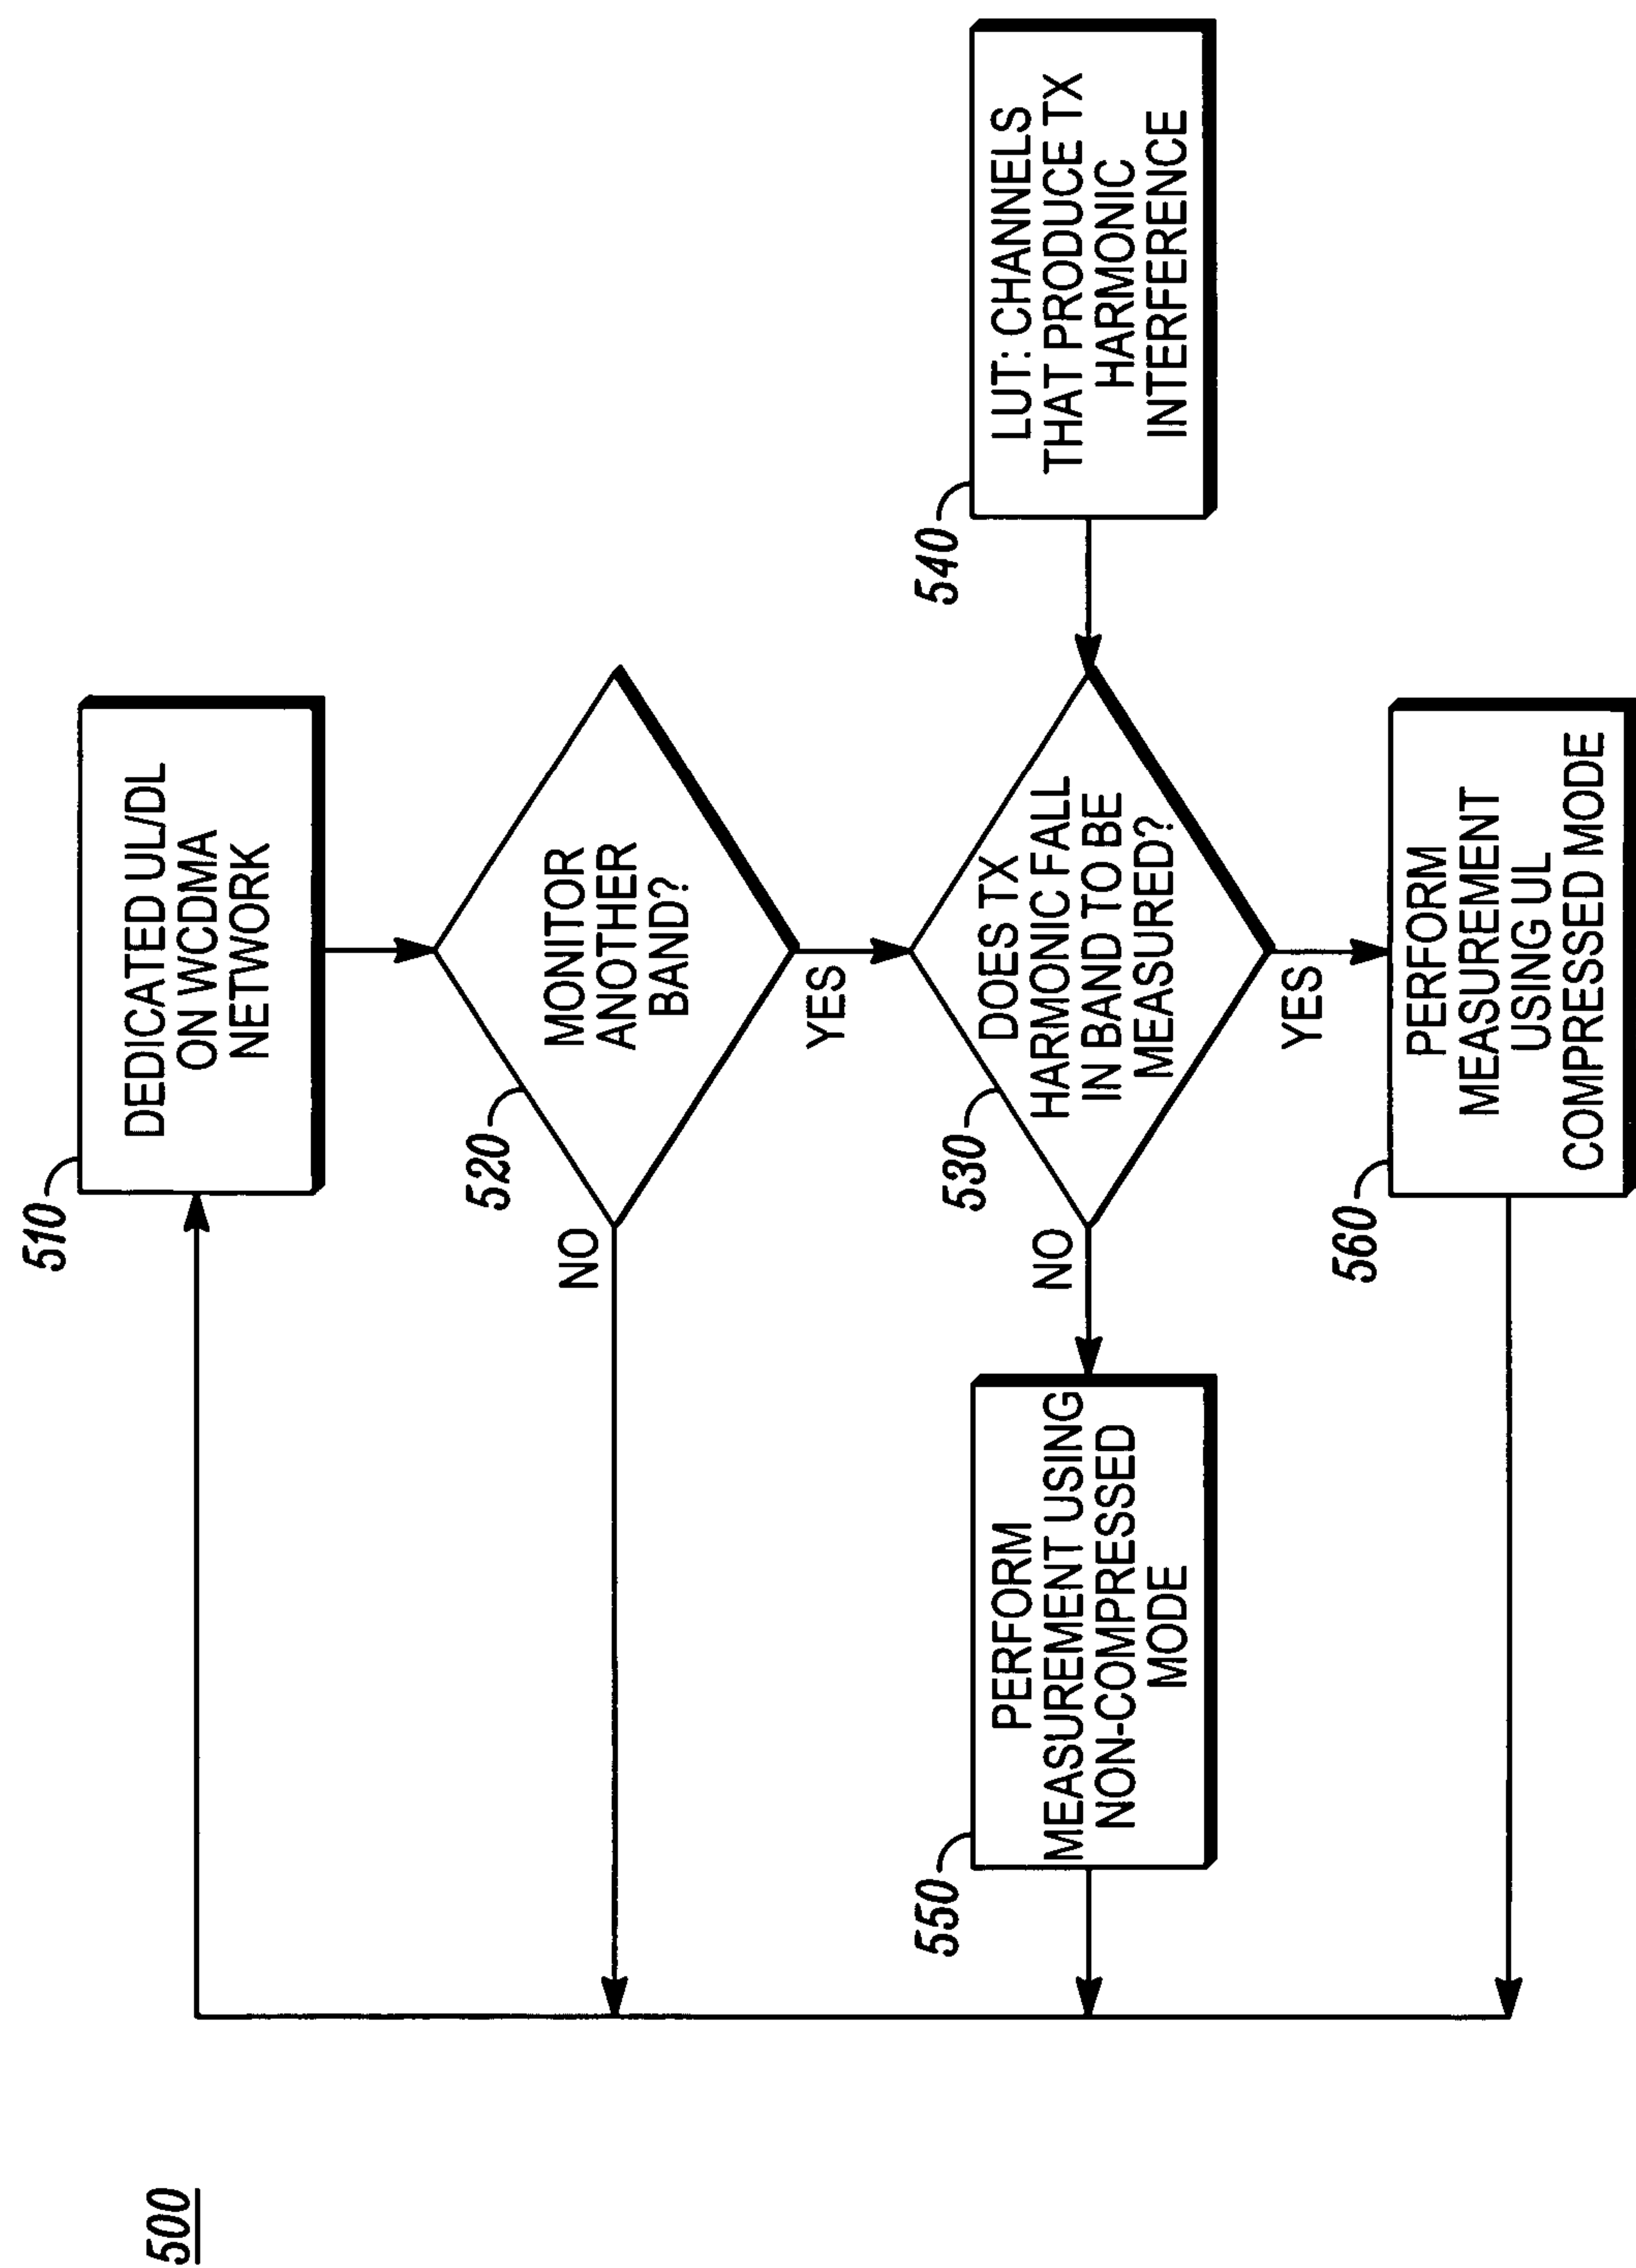 500
510
DEDICATED UL/DL
ON WCDMA
NETWORK
520
MONITOR
ANOTHER
BAND?
NO
YES
530
DOES TX
HARMONIC FALL
IN BAND TO BE
MEASURED?
NO
YES
540
LUT: CHANNELS
THAT PRODUCE TX
HARMONIC
INTERFERENCE
550
PERFORM
MEASUREMENT USING
NON-COMPRESSED
MODE
560
PERFORM
MEASUREMENT
USING UL
COMPRESSED MODE